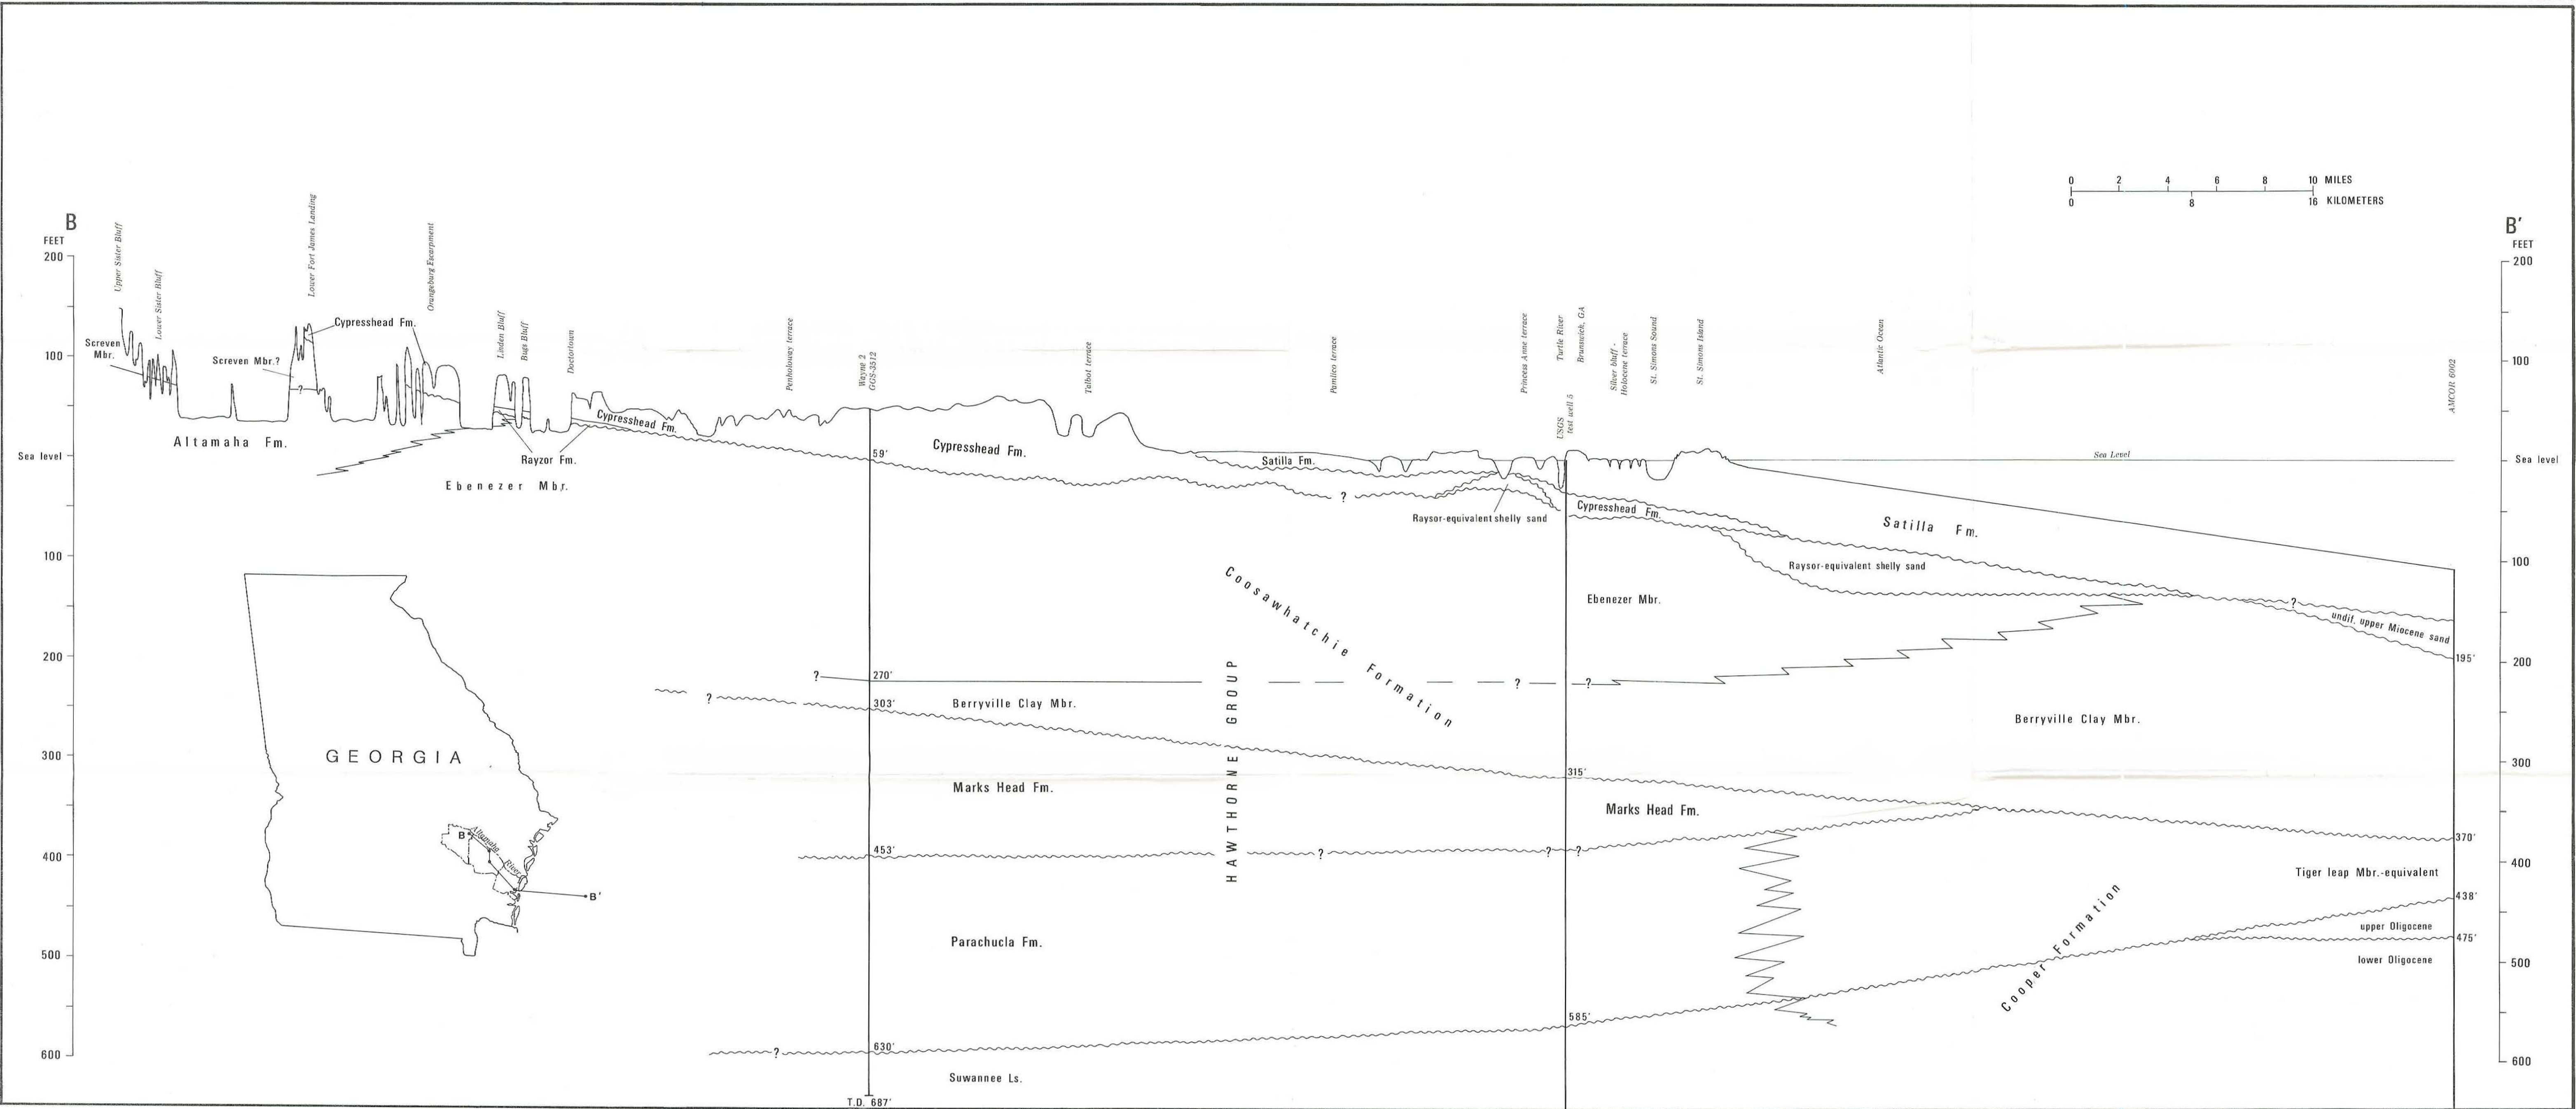 0 2 4 6 8 10 MILES
0 8 16 KILOMETERS
B
FEET
200
100
Sea level
100
200
300
400
500
600
B'
FEET
200
100
Sea level
100
200
300
400
500
600
Upper Sister Bluff
Lower Sister Bluff
Lower Fort James Landing
Orangeburg Escarpment
Linden Bluff
Bugs Bluff
Doctortown
Penholoway terrace
Wayne 2
GGS-3512
Talbot terrace
Pamlico terrace
Princess Anne terrace
Turtle River
USGS
test well 5
Brunswich, GA
Silver bluff -
Holocene terrace
St. Simons Sound
St. Simons Island
Atlantic Ocean
AMCOR 6002
Screven
Mbr.
Screven Mbr.?
?
Cypresshead Fm.
Altamaha Fm.
Rayzor Fm.
Ebenezer Mbr.
Cypresshead Fm.
59'
Cypresshead Fm.
Satilla Fm.
?
Raysor-equivalent shelly sand
Cypresshead Fm.
Sea Level
Satilla Fm.
Raysor-equivalent shelly sand
Ebenezer Mbr.
?
undif. upper Miocene sand
195'
Coosawhatchie Formation
HAWTHORNE GROUP
?
270'
?
?
?
303'
Berryville Clay Mbr.
Berryville Clay Mbr.
315'
Marks Head Fm.
Marks Head Fm.
370'
453'
?
?
?
Tiger leap Mbr.-equivalent
438'
upper Oligocene
475'
lower Oligocene
Cooper Formation
Parachucla Fm.
585'
?
630'
Suwannee Ls.
T.D. 687'
GEORGIA
B
Altamaha River
B'